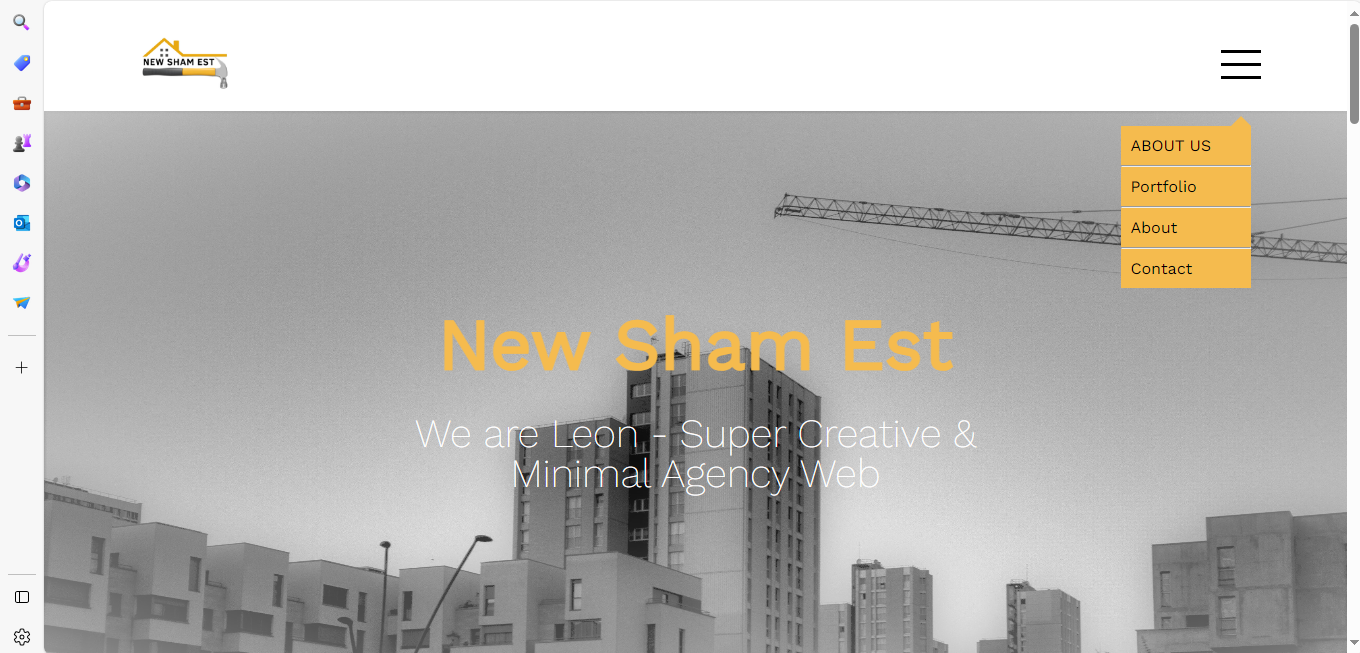 NEW SHAM EST
ABOUT US
Portfolio
About
Contact
New Sham Est
We are Leon - Super Creative &
Minimal Agency Web